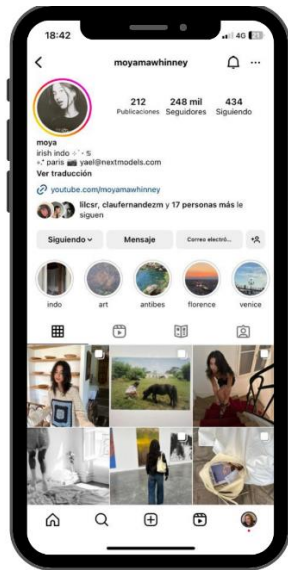 18:42
4G
moyamawhinney
212 248 mil 434
Publicaciones Seguidores Siguiendo
moya
irish indo
paris yael@nextmodels.com
Ver traducción
youtube.com/moyamawhinney
lilcsr, claufernandezm y 17 personas más le
siguen
Siguiendo Mensaje Correo electró...
indo art antibes florence venice